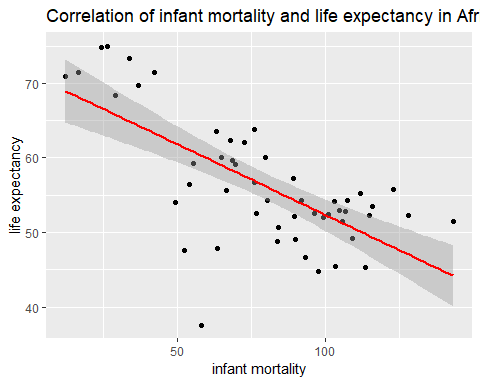 Correlation of infant mortality and life expectancy in Afr
70
60
50
40
life expectancy
50
100
infant mortality